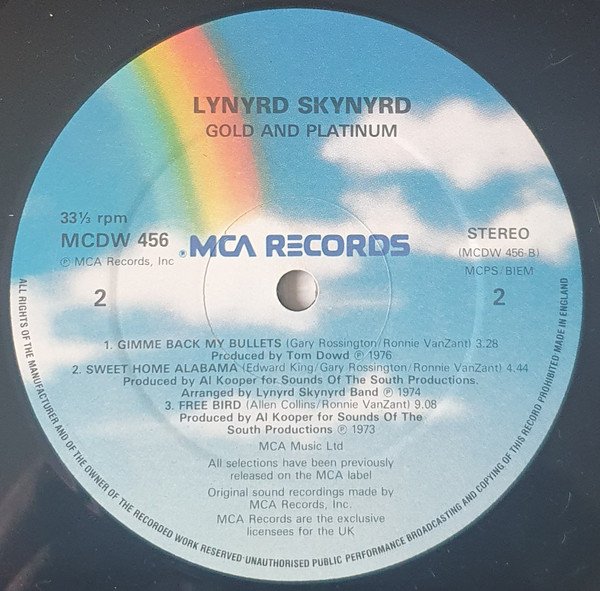 LYNYRD SKYNYRD
GOLD AND PLATINUM
33⅓ rpm
MCDW 456
℗ MCA Records, Inc
® MCA RECORDS
STEREO
(MCDW 456-B)
MCPS/BIEM
2
2
1. GIMME BACK MY BULLETS (Gary Rossington/Ronnie VanZant) 3.28
Produced by Tom Dowd ℗ 1976
2. SWEET HOME ALABAMA (Edward King/Gary Rossington/Ronnie VanZant) 4.44
Produced by Al Kooper for Sounds Of The South Productions.
Arranged by Lynyrd Skynyrd Band ℗ 1974
3. FREE BIRD (Allen Collins/Ronnie VanZant) 9.08
Produced by Al Kooper for Sounds Of The
South Productions ℗ 1973
MCA Music Ltd
All selections have been previously
released on the MCA label
Original sound recordings made by
MCA Records, Inc.
MCA Records are the exclusive
licensees for the UK
ALL RIGHTS OF THE MANUFACTURER AND OF THE OWNER OF THE RECORDED WORK RESERVED·UNAUTHORISED PUBLIC PERFORMANCE BROADCASTING AND COPYING OF THIS RECORD PROHIBITED MADE IN ENGLAND